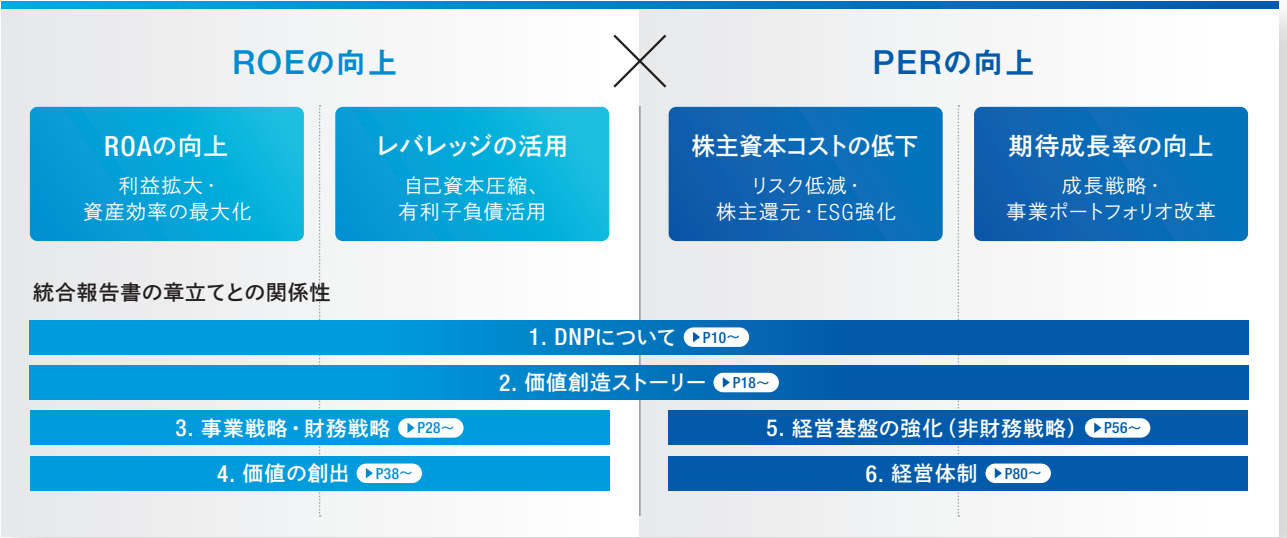 ROEの向上
×
PERの向上
ROAの向上
利益拡大・
資産効率の最大化
レバレッジの活用
自己資本圧縮、
有利子負債活用
株主資本コストの低下
リスク低減・
株主還元・ESG強化
期待成長率の向上
成長戦略・
事業ポートフォリオ改革
統合報告書の章立てとの関係性
1. DNPについて ▶P10～
2. 価値創造ストーリー ▶P18～
3. 事業戦略・財務戦略 ▶P28～
4. 価値の創出 ▶P38～
5. 経営基盤の強化（非財務戦略） ▶P56～
6. 経営体制 ▶P80～